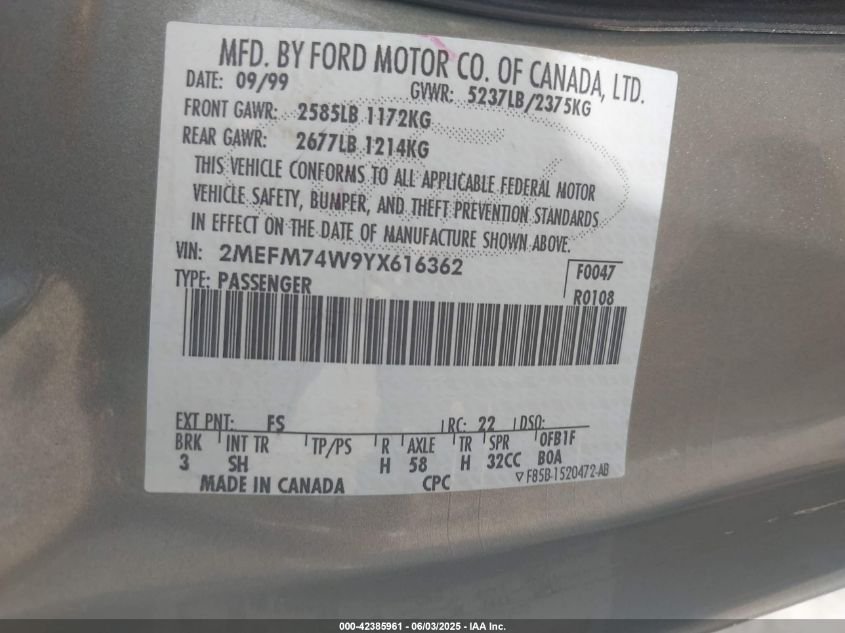 MFD. BY FORD MOTOR CO. OF CANADA, LTD.
DATE: 09/99 GVWR: 5237LB/2375KG
FRONT GAWR: 2585LB 1172KG
REAR GAWR: 2677LB 1214KG
THIS VEHICLE CONFORMS TO ALL APPLICABLE FEDERAL MOTOR
VEHICLE SAFETY, BUMPER, AND THEFT PREVENTION STANDARDS
IN EFFECT ON THE DATE OF MANUFACTURE SHOWN ABOVE.
VIN: 2MEFM74W9YX616362 F0047
TYPE: PASSENGER R0108
EXT PNT: FS RC: 22 DSO:
BRK INT TR TP/PS R AXLE TR SPR 0FB1F
3 SH H 58 H 32CC BOA
MADE IN CANADA CPC F85B-1520472-AB
000-42385961 - 06/03/2025 - IAA Inc.